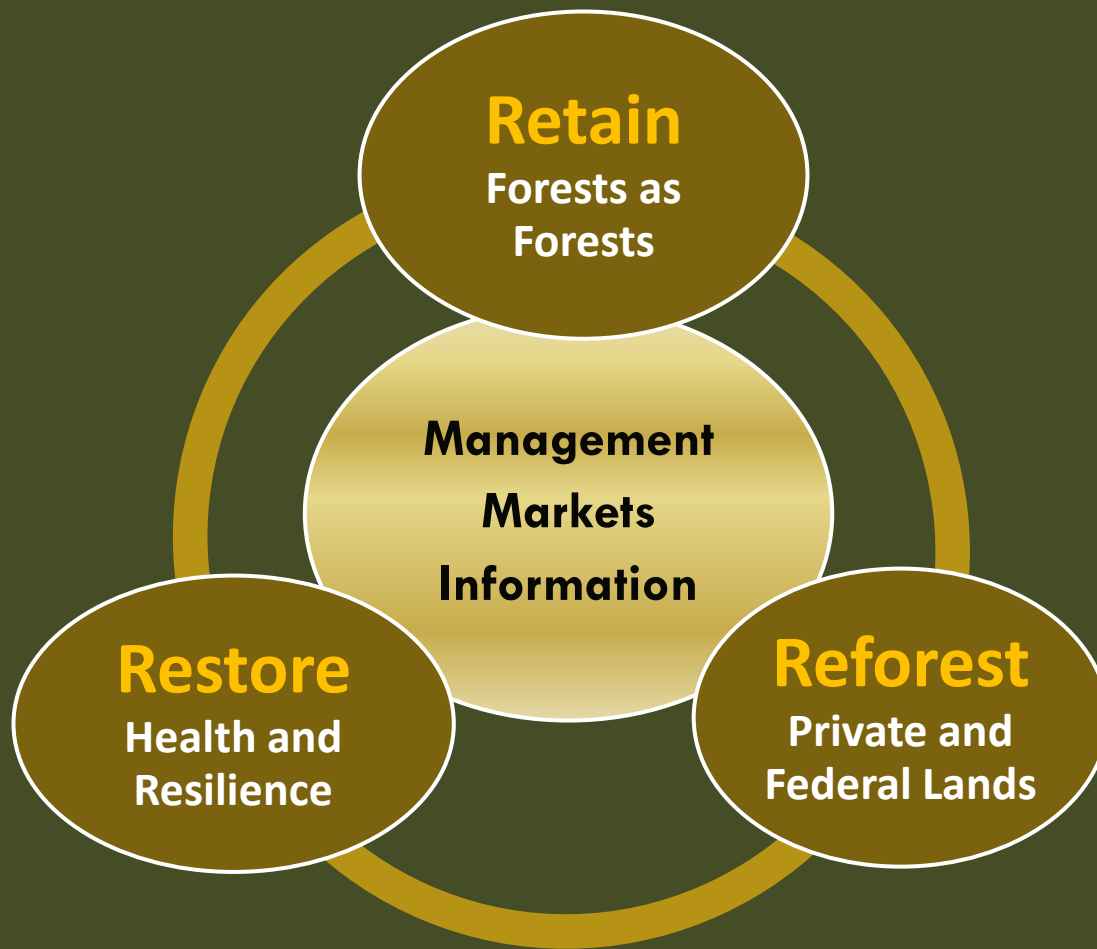 Retain
Forests as
Forests
Management
Markets
Information
Restore
Health and
Resilience
Reforest
Private and
Federal Lands